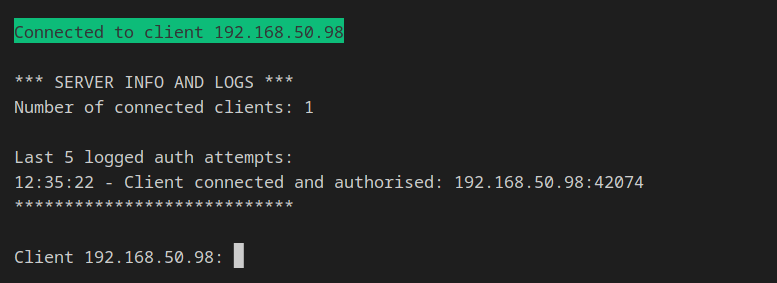 Connected to client 192.168.50.98
*** SERVER INFO AND LOGS ***
Number of connected clients: 1
Last 5 logged auth attempts:
12:35:22 - Client connected and authorised: 192.168.50.98:42074
****************************
Client 192.168.50.98: